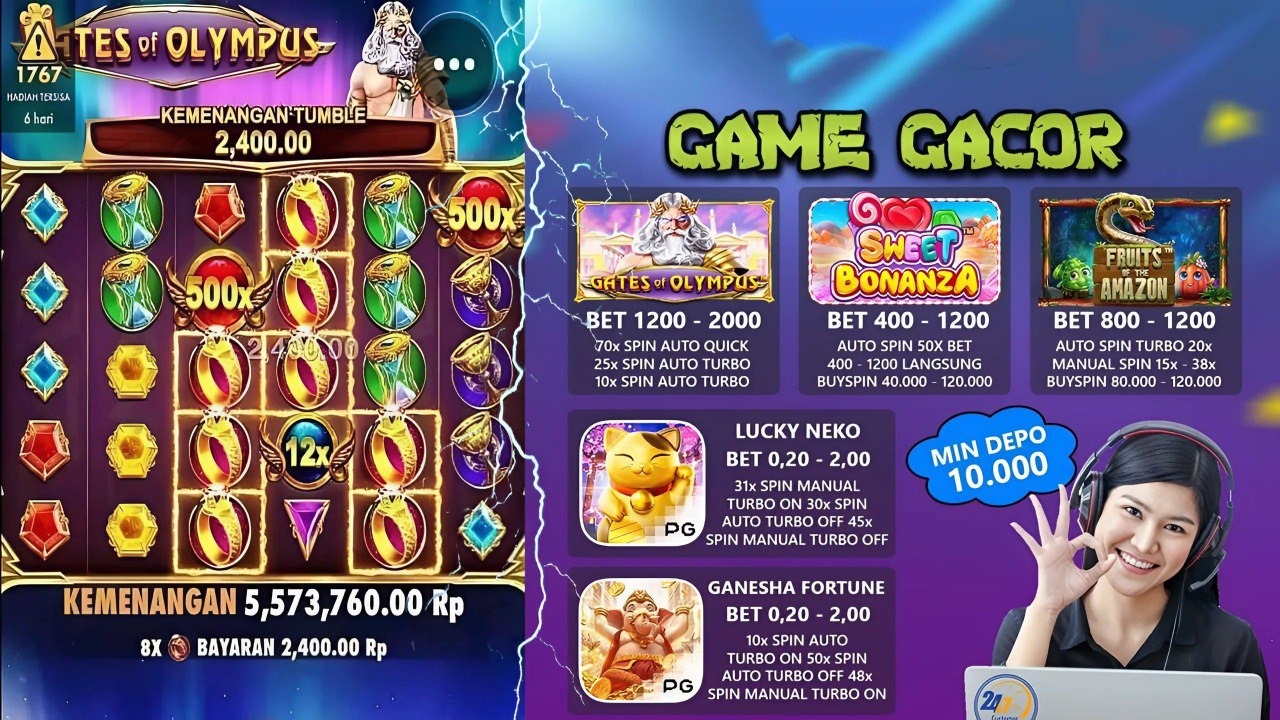 GATES of OLYMPUS
1767
HADIAH TERSISA
6 hari
KEMENANGAN TUMBLE
2,400.00
500x
500x
2,400.00
12x
KEMENANGAN 5,573,760.00 Rp
8X BAYARAN 2,400.00 Rp
GAME GACOR
GATES of OLYMPUS
BET 1200 - 2000
70x SPIN AUTO QUICK
25x SPIN AUTO TURBO
10x SPIN AUTO TURBO
SWEET
BONANZA
BET 400 - 1200
AUTO SPIN 50X BET
400 - 1200 LANGSUNG
BUYSPIN 40.000 - 120.000
FRUITS
OF THE
AMAZON
BET 800 - 1200
AUTO SPIN TURBO 20x
MANUAL SPIN 15x - 38x
BUYSPIN 80.000 - 120.000
PG
LUCKY NEKO
BET 0,20 - 2,00
31x SPIN MANUAL
TURBO ON 30x SPIN
AUTO TURBO OFF 45x
SPIN MANUAL TURBO OFF
MIN DEPO
10.000
PG
GANESHA FORTUNE
BET 0,20 - 2,00
10x SPIN AUTO
TURBO ON 50x SPIN
AUTO TURBO OFF 48x
SPIN MANUAL TURBO ON